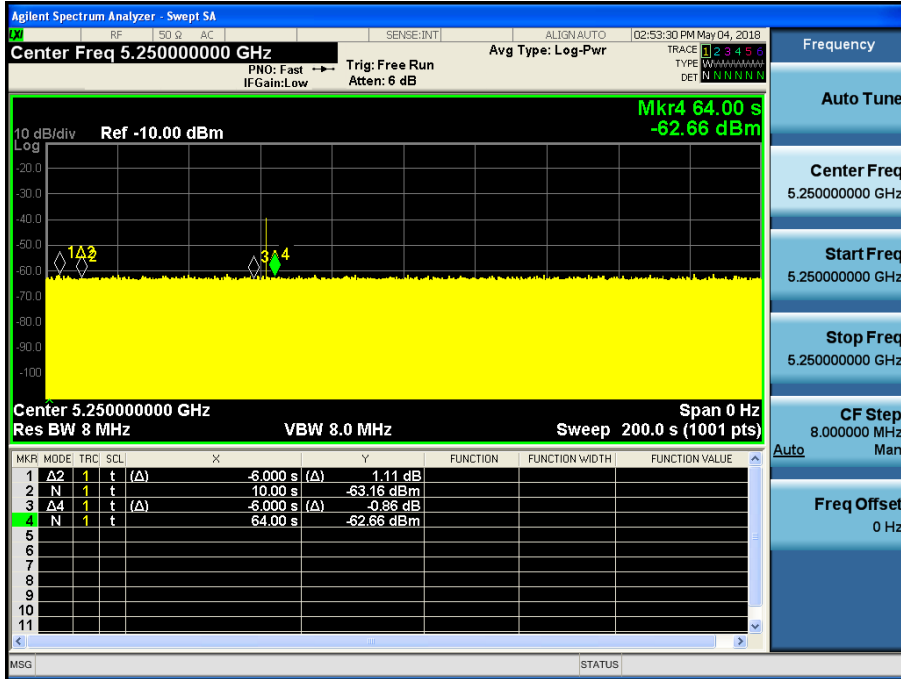 Agilent Spectrum Analyzer - Swept SA
LXI RF 50 Ω AC SENSE:INT ALIGN AUTO 02:53:30 PM May 04, 2018
Center Freq 5.250000000 GHz Avg Type: Log-Pwr TRACE 1 2 3 4 5 6
PNO: Fast Trig: Free Run TYPE WWWWWW
IFGain:Low Atten: 6 dB DET N N N N N N
Mkr4 64.00 s
10 dB/div Ref -10.00 dBm -62.66 dBm
Log
-20.0
-30.0
-40.0
-50.0
1Δ2 2 3Δ4 4
-60.0
-70.0
-80.0
-90.0
-100
Center 5.250000000 GHz Span 0 Hz
Res BW 8 MHz VBW 8.0 MHz Sweep 200.0 s (1001 pts)
MKR MODE TRC SCL X Y FUNCTION FUNCTION WIDTH FUNCTION VALUE
1 Δ2 1 t (Δ) -6.000 s (Δ) 1.11 dB
2 N 1 t 10.00 s -63.16 dBm
3 Δ4 1 t (Δ) -6.000 s (Δ) -0.86 dB
4 N 1 t 64.00 s -62.66 dBm
5
6
7
8
9
10
11
MSG STATUS
Frequency
Auto Tune
Center Freq
5.250000000 GHz
Start Freq
5.250000000 GHz
Stop Freq
5.250000000 GHz
CF Step
8.000000 MHz
Auto Man
Freq Offset
0 Hz